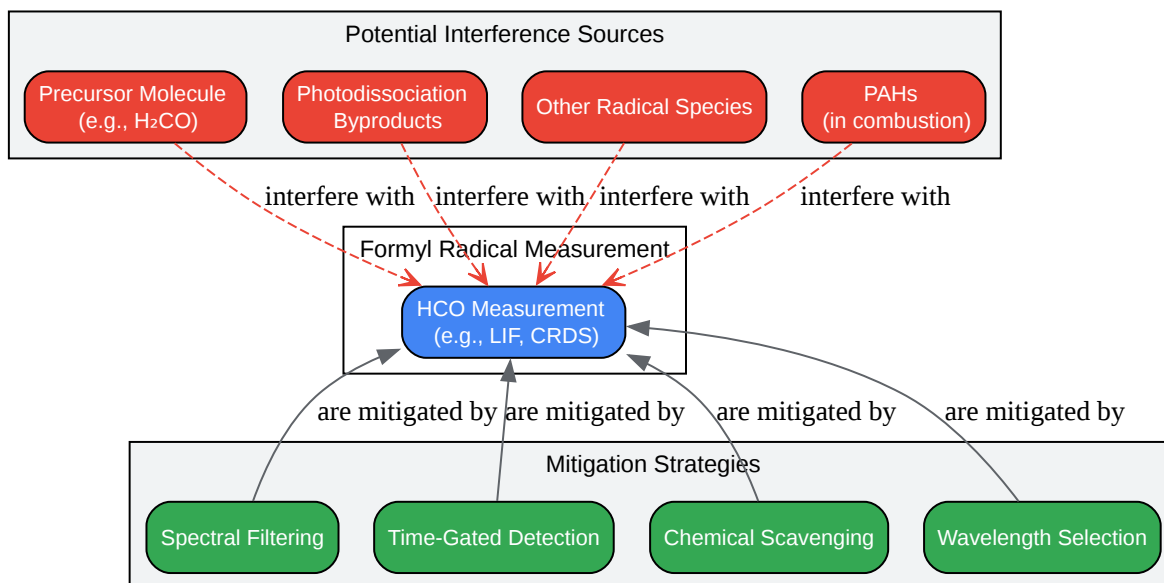 Potential Interference Sources
Precursor Molecule
(e.g., H₂CO)
Photodissociation
Byproducts
Other Radical Species
PAHs
(in combustion)
interfere with
interfere with
interfere with
interfere with
Formyl Radical Measurement
HCO Measurement
(e.g., LIF, CRDS)
are mitigated by
are mitigated by
are mitigated by
are mitigated by
Mitigation Strategies
Spectral Filtering
Time-Gated Detection
Chemical Scavenging
Wavelength Selection